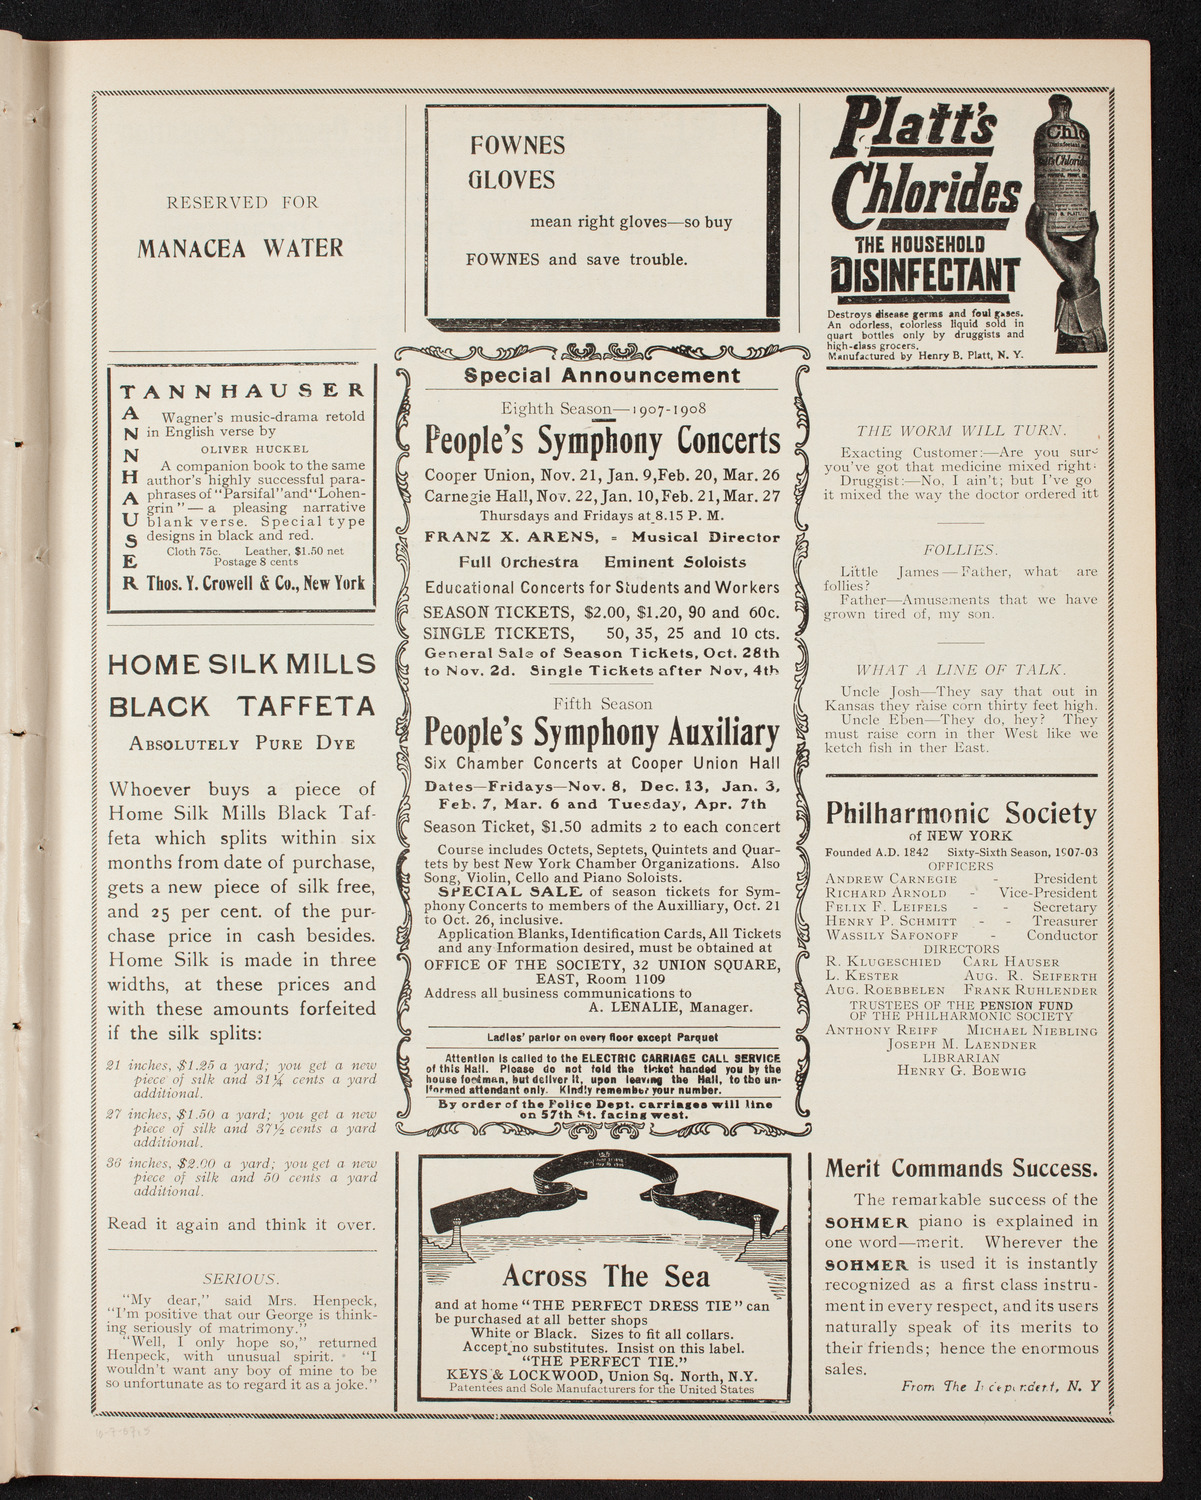 RESERVED FOR
MANACEA WATER
TANNHAUSER
TANNHAUSER
Wagner's music-drama retold
in English verse by
OLIVER HUCKEL
A companion book to the same
author's highly successful para-
phrases of "Parsifal" and "Lohen-
grin" — a pleasing narrative
blank verse. Special type
designs in black and red.
Cloth 75c. Leather, $1.50 net
Postage 8 cents
Thos. Y. Crowell & Co., New York
HOME SILK MILLS
BLACK TAFFETA
ABSOLUTELY PURE DYE
Whoever buys a piece of
Home Silk Mills Black Taf-
feta which splits within six
months from date of purchase,
gets a new piece of silk free,
and 25 per cent. of the pur-
chase price in cash besides.
Home Silk is made in three
widths, at these prices and
with these amounts forfeited
if the silk splits:
21 inches, $1.25 a yard; you get a new
piece of silk and 31¼ cents a yard
additional.
27 inches, $1.50 a yard; you get a new
piece of silk and 37½ cents a yard
additional.
36 inches, $2.00 a yard; you get a new
piece of silk and 50 cents a yard
additional.
Read it again and think it over.
SERIOUS.
"My dear," said Mrs. Henpeck,
"I'm positive that our George is think-
ing seriously of matrimony."
"Well, I only hope so," returned
Henpeck, with unusual spirit. "I
wouldn't want any boy of mine to be
so unfortunate as to regard it as a joke."
FOWNES
GLOVES
mean right gloves—so buy
FOWNES and save trouble.
Special Announcement
Eighth Season—1907-1908
People's Symphony Concerts
Cooper Union, Nov. 21, Jan. 9, Feb. 20, Mar. 26
Carnegie Hall, Nov. 22, Jan. 10, Feb. 21, Mar. 27
Thursdays and Fridays at 8.15 P. M.
FRANZ X. ARENS, = Musical Director
Full Orchestra Eminent Soloists
Educational Concerts for Students and Workers
SEASON TICKETS, $2.00, $1.20, 90 and 60c.
SINGLE TICKETS, 50, 35, 25 and 10 cts.
General Sale of Season Tickets, Oct. 28th
to Nov. 2d. Single Tickets after Nov, 4th
Fifth Season
People's Symphony Auxiliary
Six Chamber Concerts at Cooper Union Hall
Dates—Fridays—Nov. 8, Dec. 13, Jan. 3,
Feb. 7, Mar. 6 and Tuesday, Apr. 7th
Season Ticket, $1.50 admits 2 to each concert
Course includes Octets, Septets, Quintets and Quar-
tets by best New York Chamber Organizations. Also
Song, Violin, Cello and Piano Soloists.
SPECIAL SALE of season tickets for Sym-
phony Concerts to members of the Auxilliary, Oct. 21
to Oct. 26, inclusive.
Application Blanks, Identification Cards, All Tickets
and any Information desired, must be obtained at
OFFICE OF THE SOCIETY, 32 UNION SQUARE,
EAST, Room 1109
Address all business communications to
A. LENALIE, Manager.
Ladies' parlor on every floor except Parquet
Attention is called to the ELECTRIC CARRIAGE CALL SERVICE
of this Hall. Please do not fold the ticket handed you by the
house footman, but deliver it, upon leaving the Hall, to the un-
iformed attendant only. Kindly remember your number.
By order of the Police Dept. carriages will line
on 57th St. facing west.
Across The Sea
and at home "THE PERFECT DRESS TIE" can
be purchased at all better shops
White or Black. Sizes to fit all collars.
Accept no substitutes. Insist on this label.
"THE PERFECT TIE."
KEYS & LOCKWOOD, Union Sq. North, N.Y.
Patentees and Sole Manufacturers for the United States
Platt's
Chlorides
THE HOUSEHOLD
DISINFECTANT
Destroys disease germs and foul gases.
An odorless, colorless liquid sold in
quart bottles only by druggists and
high-class grocers.
Manufactured by Henry B. Platt, N. Y.
THE WORM WILL TURN.
Exacting Customer:—Are you sur-
you've got that medicine mixed right-
Druggist:—No, I ain't; but I've go
it mixed the way the doctor ordered itt
FOLLIES.
Little James—Father, what are
follies?
Father—Amusements that we have
grown tired of, my son.
WHAT A LINE OF TALK.
Uncle Josh—They say that out in
Kansas they raise corn thirty feet high.
Uncle Eben—They do, hey? They
must raise corn in ther West like we
ketch fish in ther East.
Philharmonic Society
of NEW YORK
Founded A.D. 1842 Sixty-Sixth Season, 1907-03
OFFICERS
ANDREW CARNEGIE - President
RICHARD ARNOLD - Vice-President
FELIX F. LEIFELS - - Secretary
HENRY P. SCHMITT - - Treasurer
WASSILY SAFONOFF - Conductor
DIRECTORS
R. KLUGESCHIED CARL HAUSER
L. KESTER AUG. R. SEIFERTH
AUG. ROEBBELEN FRANK RUHLENDER
TRUSTEES OF THE PENSION FUND
OF THE PHILHARMONIC SOCIETY
ANTHONY REIFF MICHAEL NIEBLING
JOSEPH M. LAENDNER
LIBRARIAN
HENRY G. BOEWIG
Merit Commands Success.
The remarkable success of the
SOHMER piano is explained in
one word—merit. Wherever the
SOHMER is used it is instantly
recognized as a first class instru-
ment in every respect, and its users
naturally speak of its merits to
their friends; hence the enormous
sales.
From The Independent, N. Y